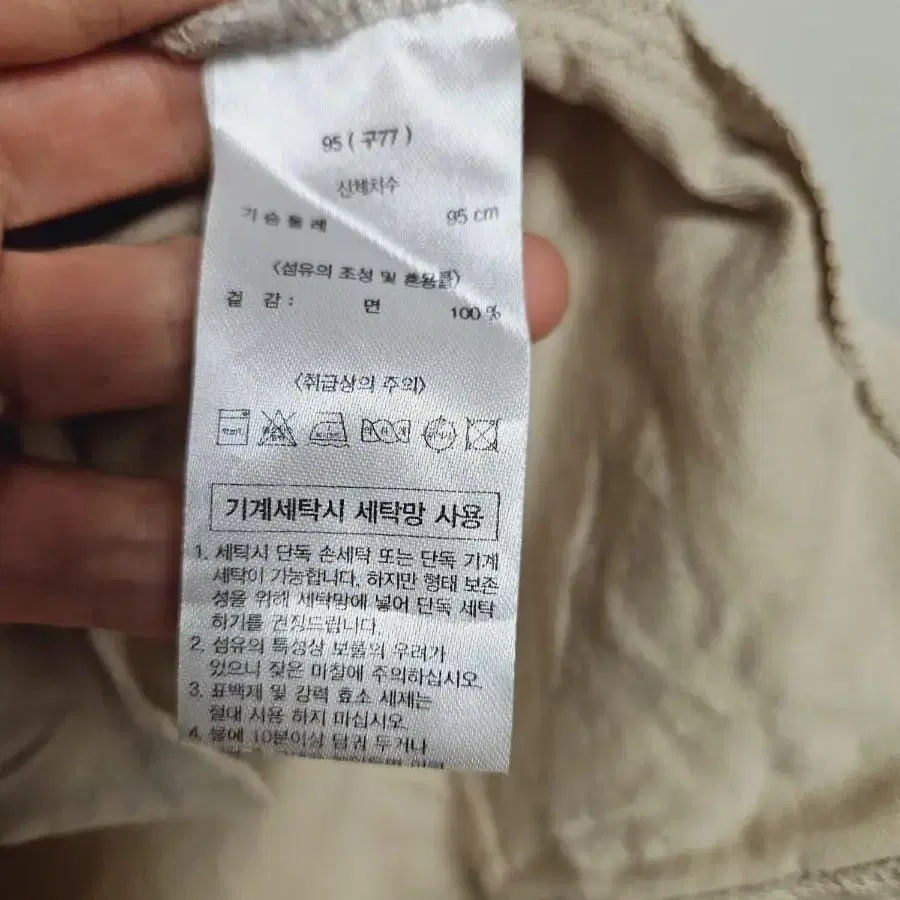 95 ( 구77 )
신체치수
가슴둘레 95 cm
<섬유의 조성 및 혼용률>
겉 감 : 면 100 %
<취급상의 주의>
기계세탁시 세탁망 사용
1. 세탁시 단독 손세탁 또는 단독 기계
세탁이 가능합니다. 하지만 형태 보존
성을 위해 세탁망에 넣어 단독 세탁
하기를 권장드립니다.
2. 섬유의 특성상 보풀의 우려가
있으니 잦은 마찰에 주의하십시오.
3. 표백제 및 강력 효소 세제는
절대 사용 하지 마십시오.
4. 물에 10분이상 담궈 두거나